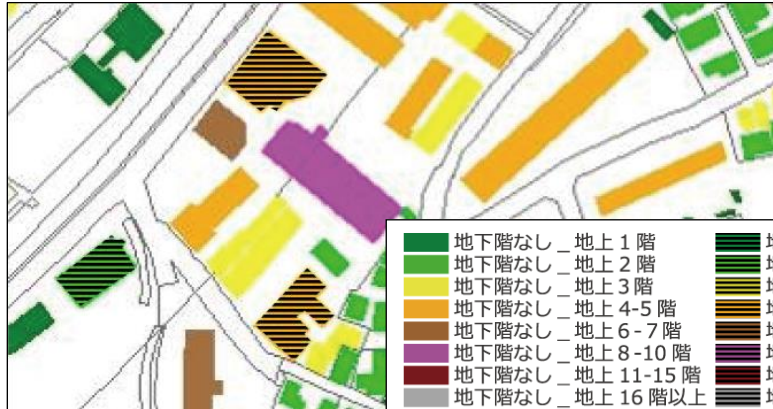 地下階なし _ 地上 1 階
地下階なし _ 地上 2 階
地下階なし _ 地上 3 階
地下階なし _ 地上 4-5 階
地下階なし _ 地上 6-7 階
地下階なし _ 地上 8-10 階
地下階なし _ 地上 11-15 階
地下階なし _ 地上 16 階以上